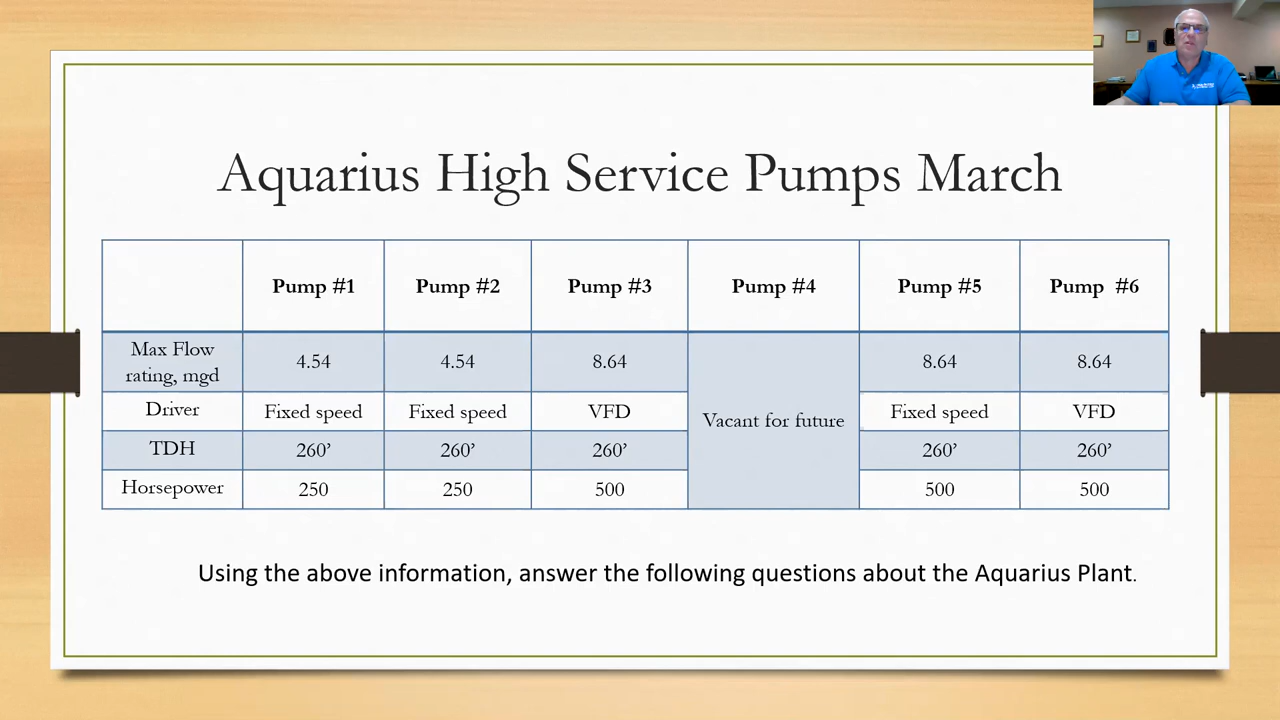 Aquarius High Service Pumps March
Pump #1 Pump #2 Pump #3 Pump #4 Pump #5 Pump #6
Max Flow
rating, mgd 4.54 4.54 8.64 8.64 8.64
Driver Fixed speed Fixed speed VFD Vacant for future Fixed speed VFD
TDH 260’ 260’ 260’ 260’ 260’
Horsepower 250 250 500 500 500
Using the above information, answer the following questions about the Aquarius Plant.